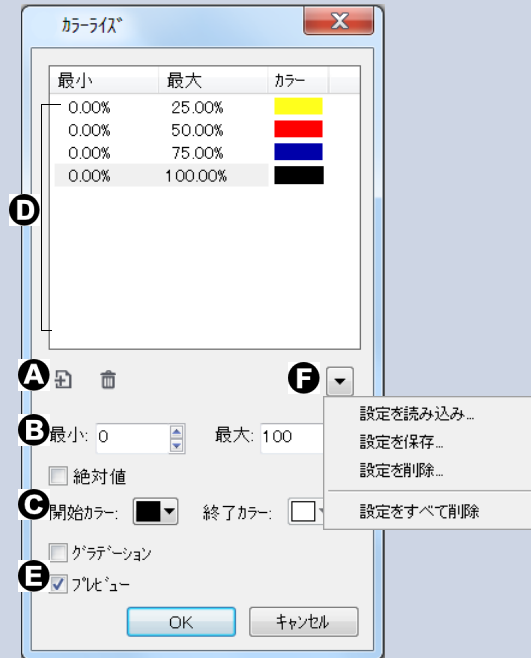 カラーライズ
最小 最大 カラー
0.00% 25.00%
0.00% 50.00%
0.00% 75.00%
0.00% 100.00%
D
A F
設定を読み込み...
B 最小: 0 最大: 100
設定を保存...
絶対値
設定を削除...
C 開始カラー: 終了カラー:
設定をすべて削除
グラデーション
E プレビュー
OK キャンセル